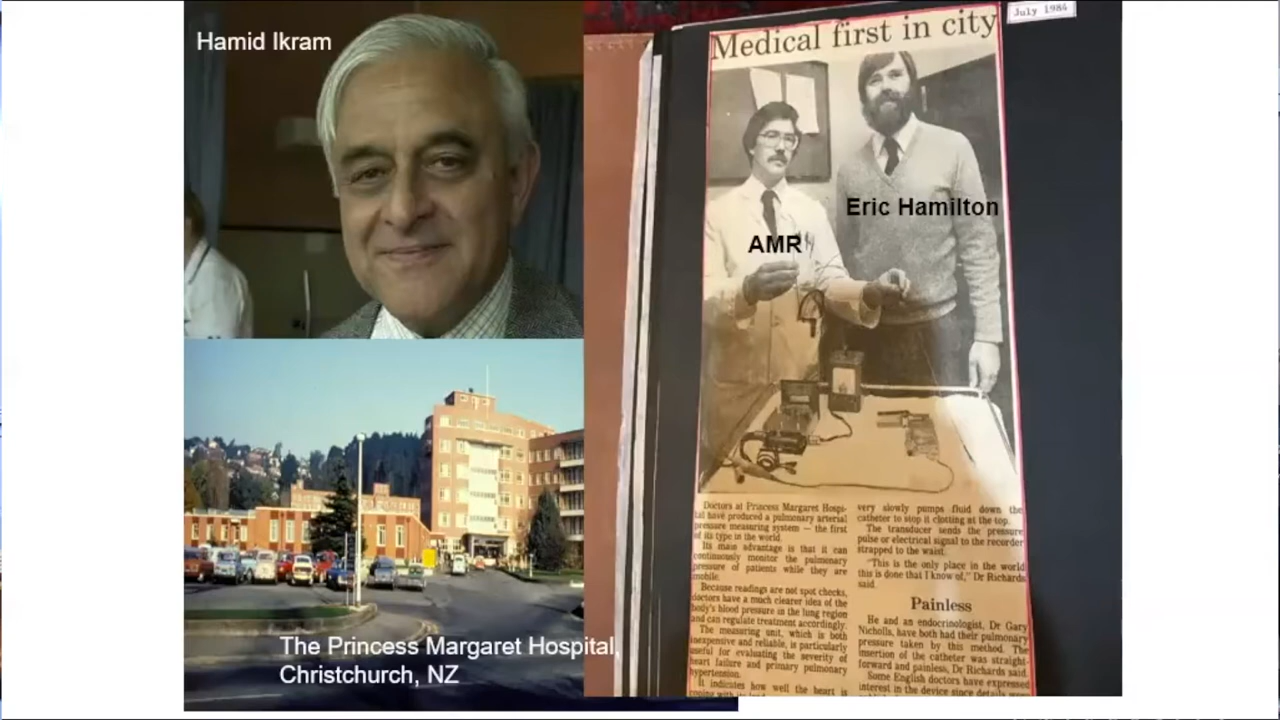 Hamid Ikram
The Princess Margaret Hospital,
Christchurch, NZ
July 1984
Medical first in city
Eric Hamilton
AMR
Doctors at Princess Margaret Hospi-
tal have produced a pulmonary arterial
pressure measuring system — the first
of its type in the world.
Its main advantage is that it can
continuously monitor the pulmonary
pressure of patients while they are
mobile.
Because readings are not spot checks,
doctors have a much clearer idea of the
body's blood pressure in the lung region
and can regulate treatment accordingly.
The measuring unit, which is both
inexpensive and reliable, is particularly
useful for evaluating the severity of
heart failure and primary pulmonary
hypertension.
It indicates how well the heart is
coping with its
very slowly pumps fluid down the
catheter to stop it clotting at the top.
The transducer sends the pressure
pulse or electrical signal to the recorder
strapped to the waist.
"This is the only place in the world
this is done that I know of," Dr Richards
said.
Painless
He and an endocrinologist, Dr Gary
Nicholls, have both had their pulmonary
pressure taken by this method. The
insertion of the catheter was straight-
forward and painless, Dr Richards said.
Some English doctors have expressed
interest in the device since details were